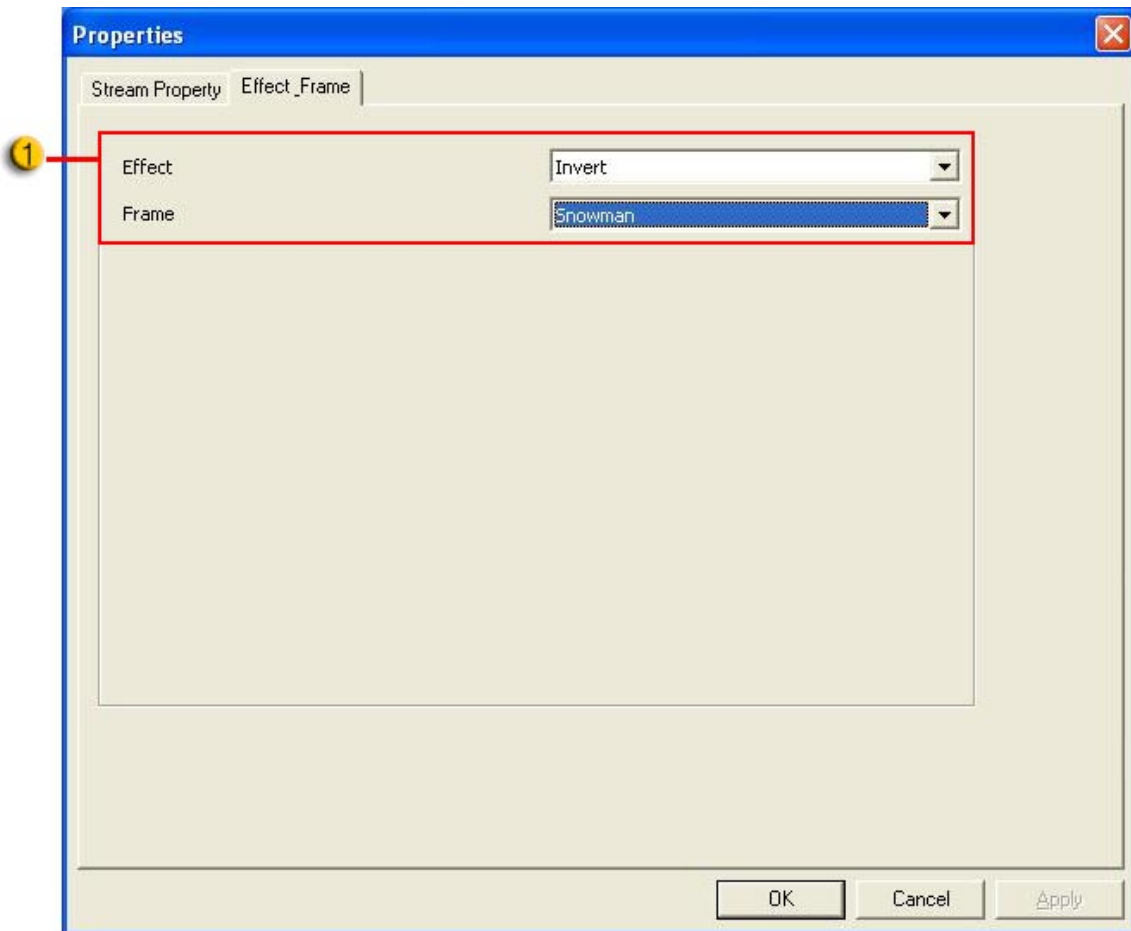 Properties
Stream Property Effect_Frame
1
Effect Invert
Frame Snowman
OK Cancel Apply